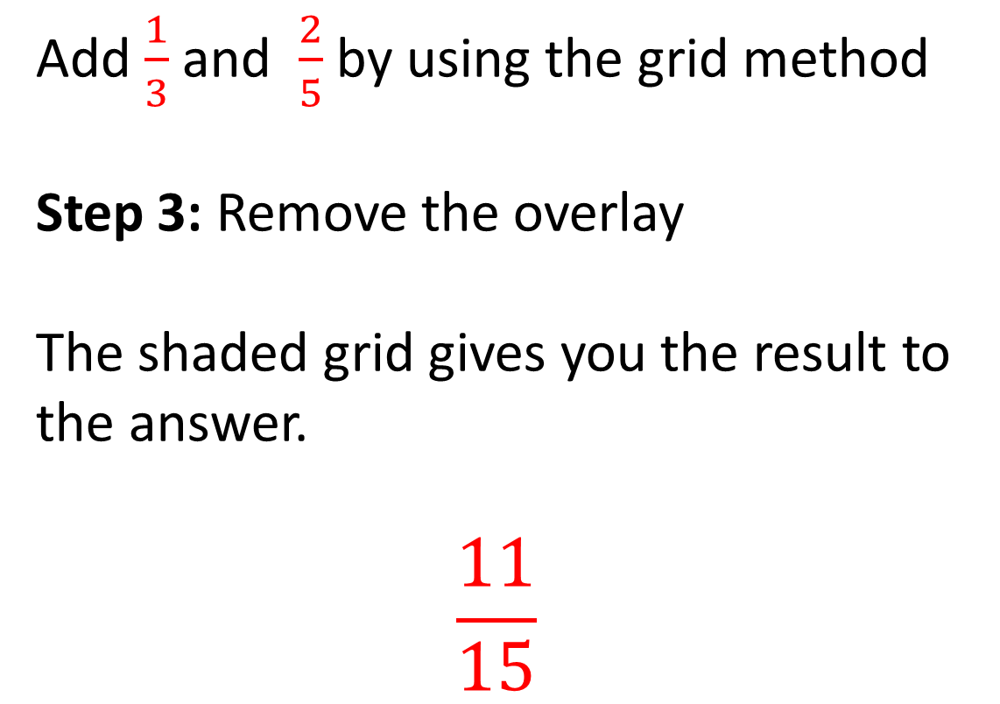 Add 1/3 and 2/5 by using the grid method
Step 3: Remove the overlay
The shaded grid gives you the result to
the answer.
11/15